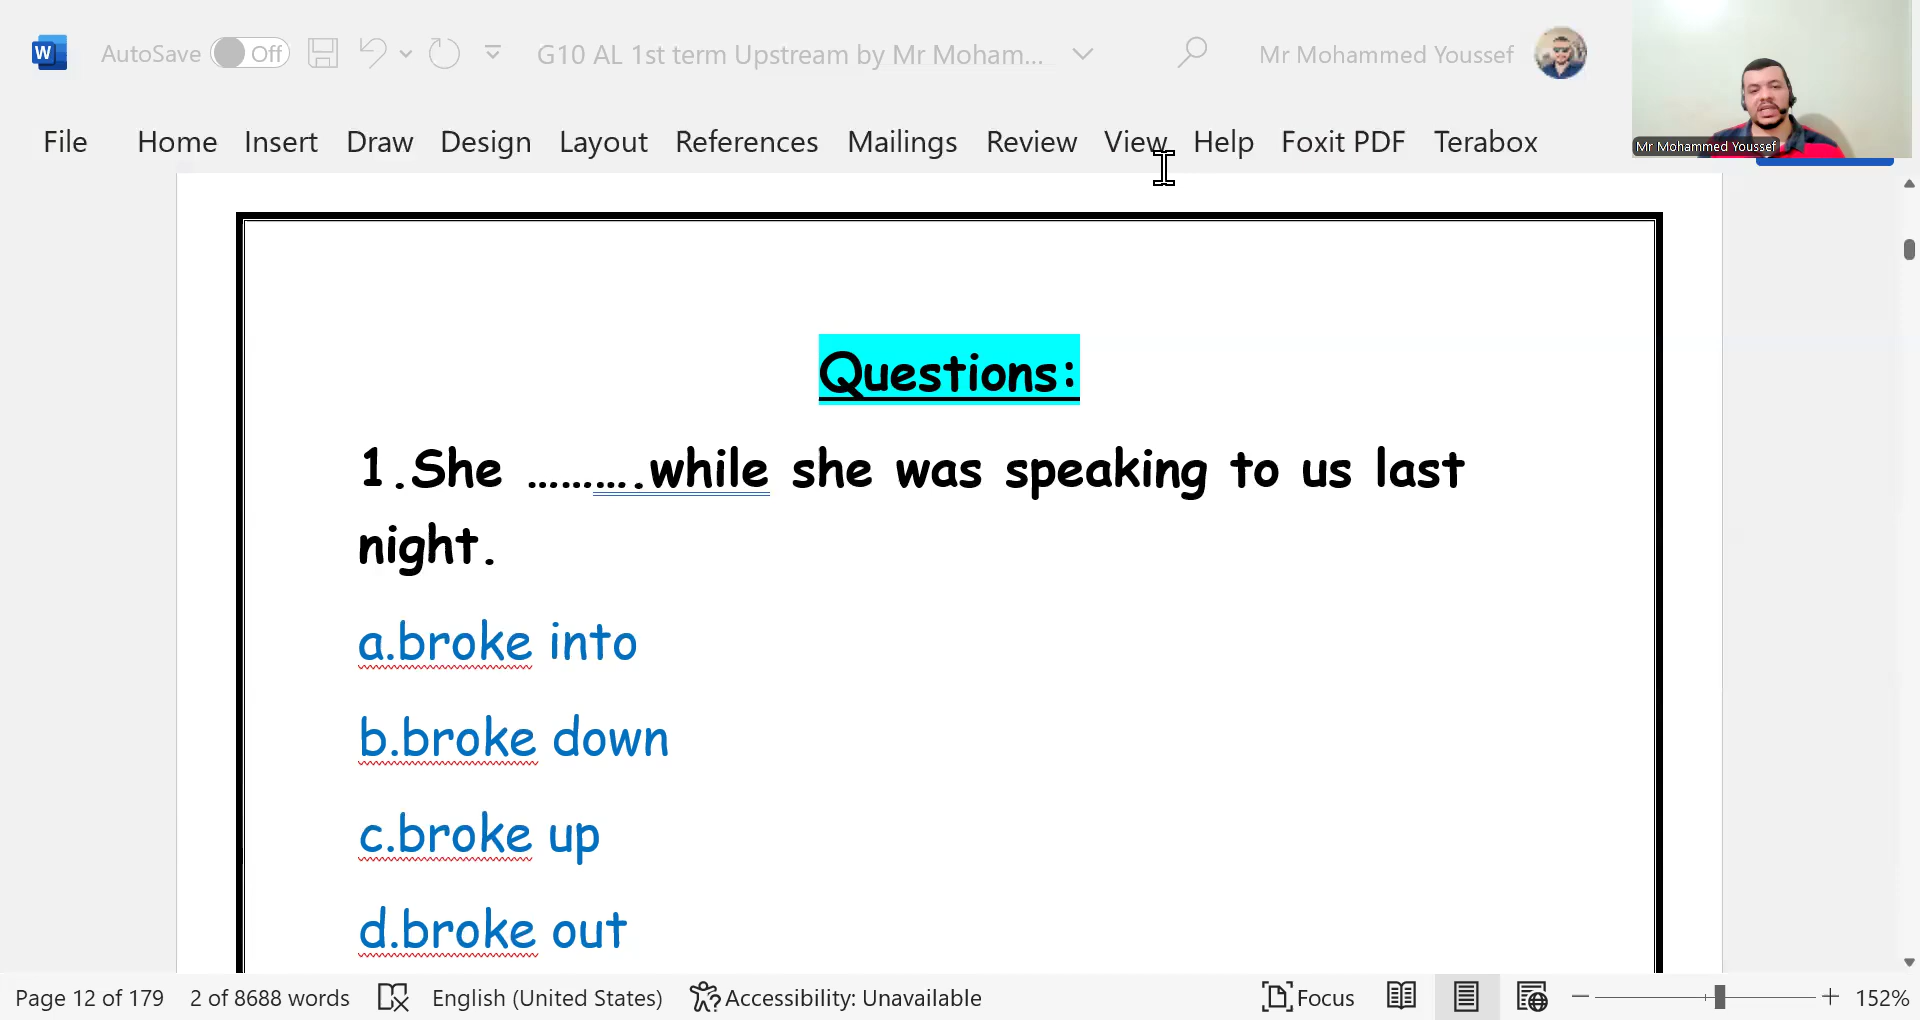 W AutoSave Off G10 AL 1st term Upstream by Mr Moham... Mr Mohammed Youssef
File Home Insert Draw Design Layout References Mailings Review View Help Foxit PDF Terabox
Mr Mohammed Youssef
Questions:
1.She ……….while she was speaking to us last
night.
a.broke into
b.broke down
c.broke up
d.broke out
Page 12 of 179 2 of 8688 words English (United States) Accessibility: Unavailable Focus 152%